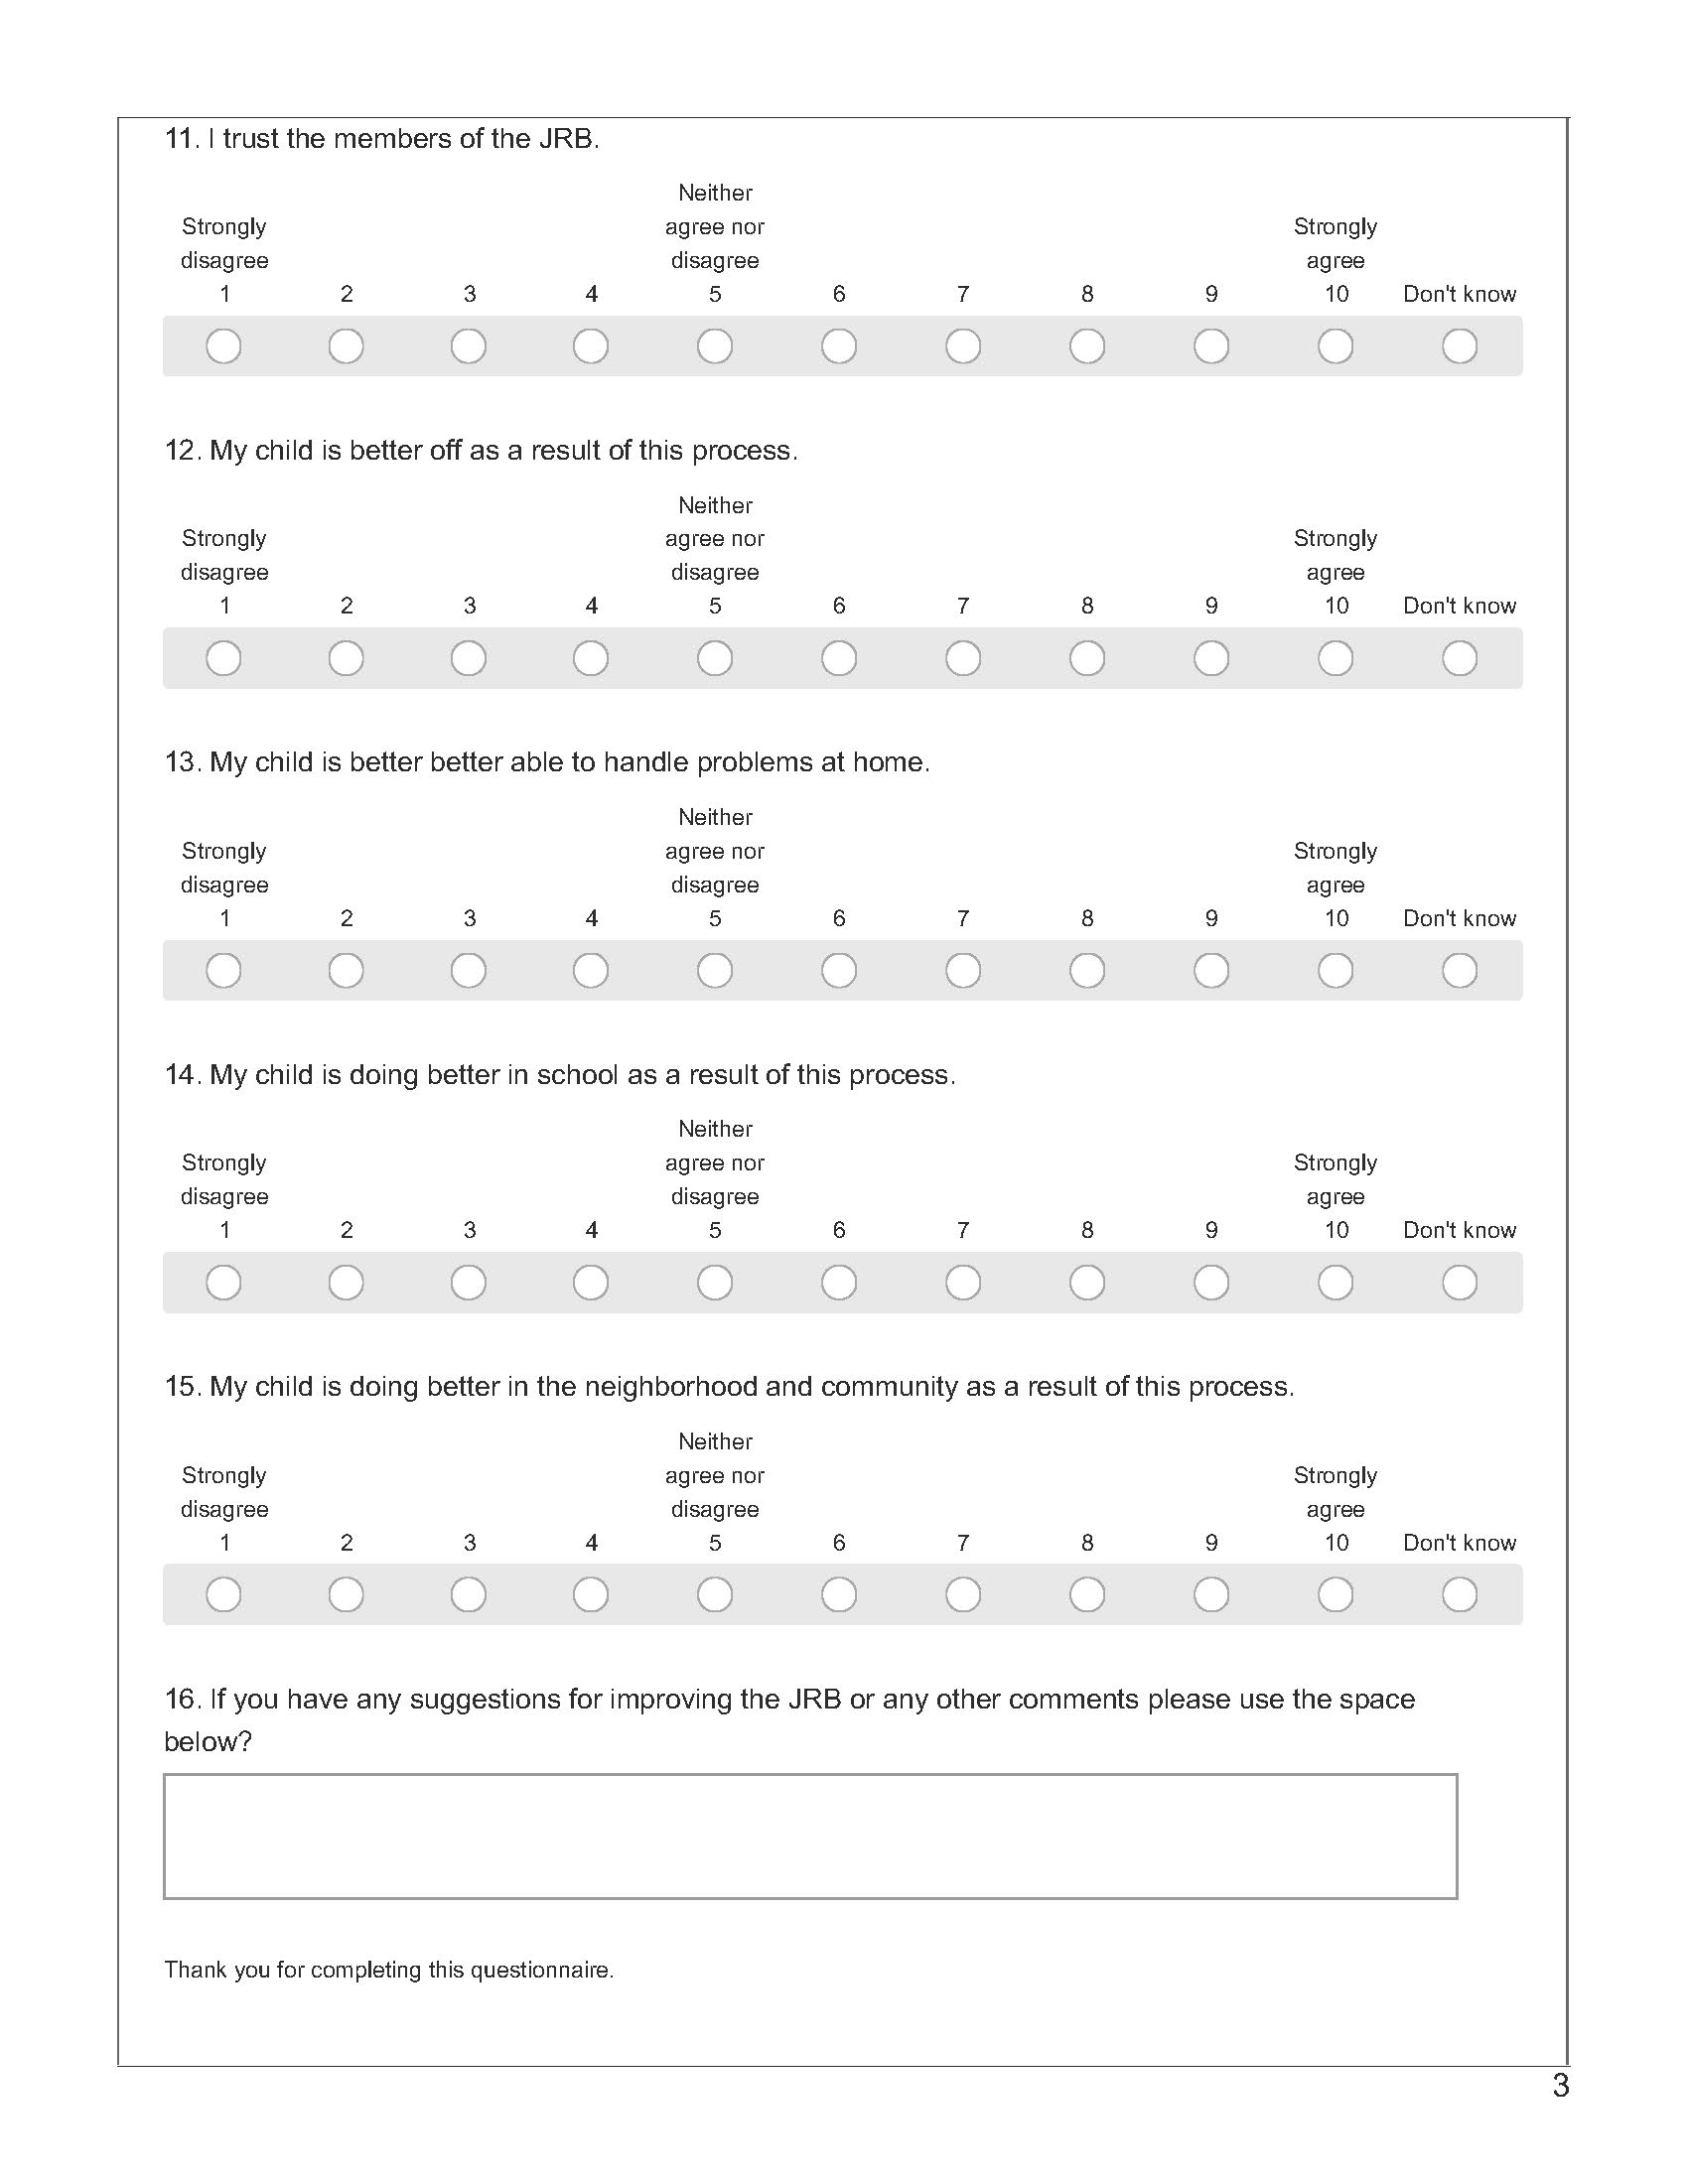 11. I trust the members of the JRB.
Neither
Strongly agree nor Strongly
disagree disagree agree
1 2 3 4 5 6 7 8 9 10 Don't know
12. My child is better off as a result of this process.
Neither
Strongly agree nor Strongly
disagree disagree agree
1 2 3 4 5 6 7 8 9 10 Don't know
13. My child is better better able to handle problems at home.
Neither
Strongly agree nor Strongly
disagree disagree agree
1 2 3 4 5 6 7 8 9 10 Don't know
14. My child is doing better in school as a result of this process.
Neither
Strongly agree nor Strongly
disagree disagree agree
1 2 3 4 5 6 7 8 9 10 Don't know
15. My child is doing better in the neighborhood and community as a result of this process.
Neither
Strongly agree nor Strongly
disagree disagree agree
1 2 3 4 5 6 7 8 9 10 Don't know
16. If you have any suggestions for improving the JRB or any other comments please use the space
below?
Thank you for completing this questionnaire.
3